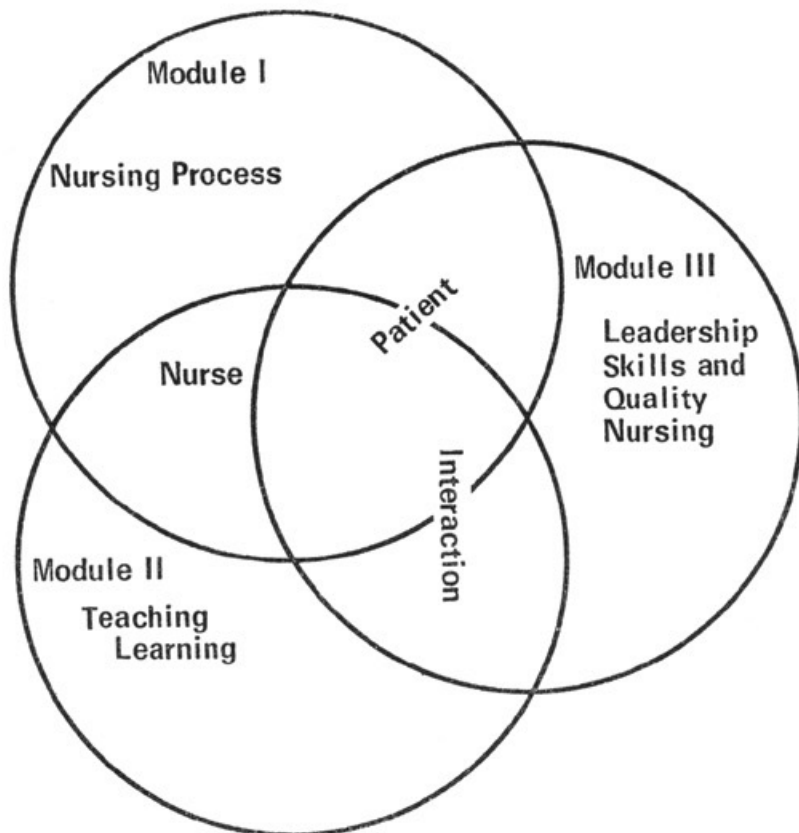 Module I
Nursing Process
Module III
Leadership
Skills and
Quality
Nursing
Patient
Nurse
Interaction
Module II
Teaching
Learning